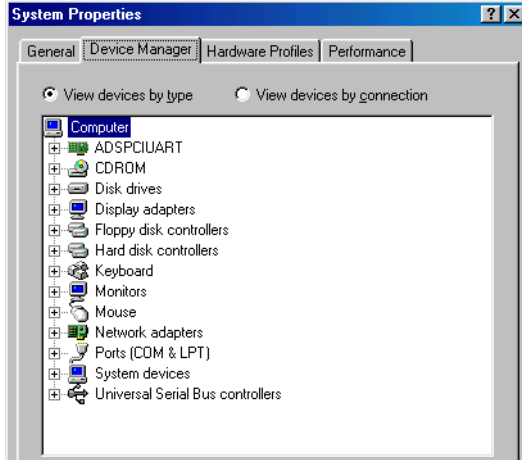 System Properties
General Device Manager Hardware Profiles Performance
View devices by type View devices by connection
Computer
ADSPCIUART
CDROM
Disk drives
Display adapters
Floppy disk controllers
Hard disk controllers
Keyboard
Monitors
Mouse
Network adapters
Ports (COM & LPT)
System devices
Universal Serial Bus controllers